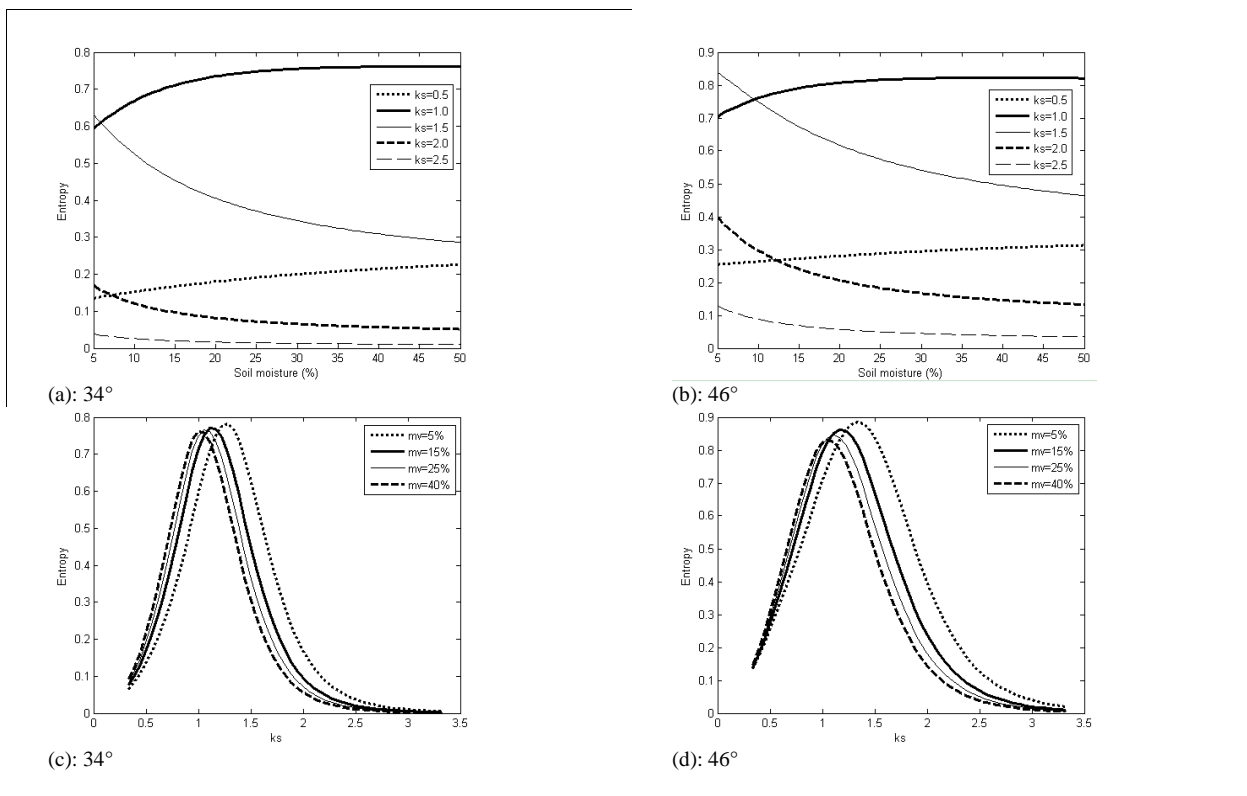 0.8
0.7
0.6
0.5
0.4
0.3
0.2
0.1
0
Entropy
5 10 15 20 25 30 35 40 45 50
Soil moisture (%)
ks=0.5
ks=1.0
ks=1.5
ks=2.0
ks=2.5
(a): 34°
0.9
0.8
0.7
0.6
0.5
0.4
0.3
0.2
0.1
0
Entropy
5 10 15 20 25 30 35 40 45 50
Soil moisture (%)
ks=0.5
ks=1.0
ks=1.5
ks=2.0
ks=2.5
(b): 46°
0.8
0.7
0.6
0.5
0.4
0.3
0.2
0.1
0
Entropy
0 0.5 1 1.5 2 2.5 3 3.5
ks
mv=5%
mv=15%
mv=25%
mv=40%
(c): 34°
0.9
0.8
0.7
0.6
0.5
0.4
0.3
0.2
0.1
0
Entropy
0 0.5 1 1.5 2 2.5 3 3.5
ks
mv=5%
mv=15%
mv=25%
mv=40%
(d): 46°